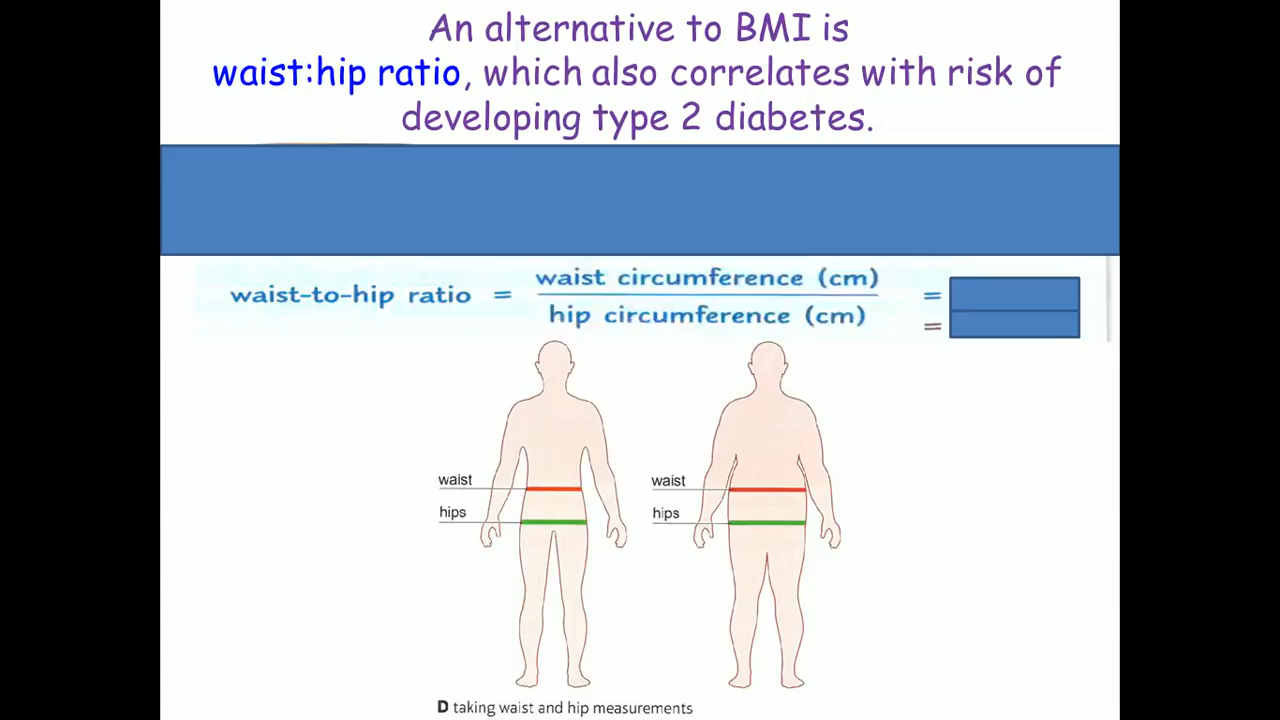 An alternative to BMI is
waist:hip ratio, which also correlates with risk of
developing type 2 diabetes.
waist-to-hip ratio = waist circumference (cm) =
hip circumference (cm) =
waist
hips
waist
hips
D taking waist and hip measurements